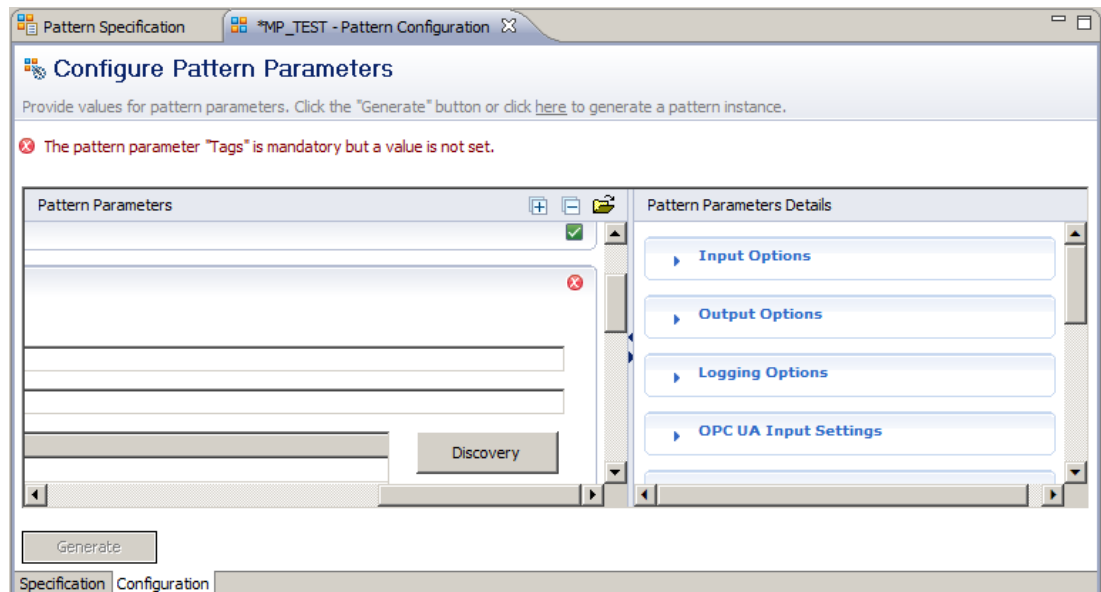 Pattern Specification
*MP_TEST - Pattern Configuration
Configure Pattern Parameters
Provide values for pattern parameters. Click the "Generate" button or click here to generate a pattern instance.
The pattern parameter "Tags" is mandatory but a value is not set.
Pattern Parameters
Pattern Parameters Details
Input Options
Output Options
Logging Options
OPC UA Input Settings
Discovery
Generate
Specification
Configuration